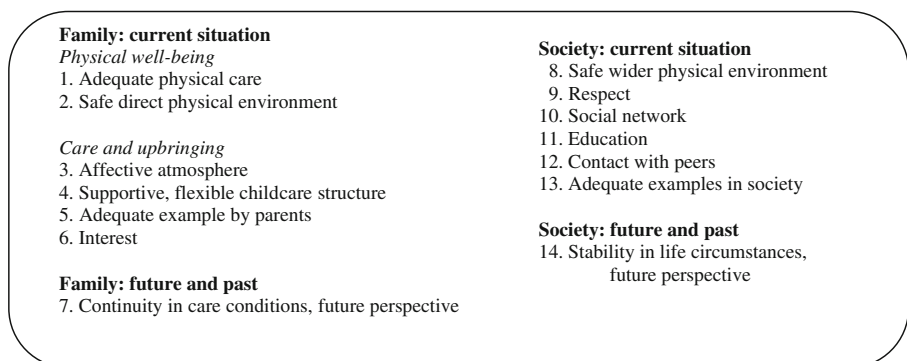 Family: current situation
Physical well-being
1. Adequate physical care
2. Safe direct physical environment
Care and upbringing
3. Affective atmosphere
4. Supportive, flexible childcare structure
5. Adequate example by parents
6. Interest
Family: future and past
7. Continuity in care conditions, future perspective
Society: current situation
8. Safe wider physical environment
9. Respect
10. Social network
11. Education
12. Contact with peers
13. Adequate examples in society
Society: future and past
14. Stability in life circumstances,
future perspective